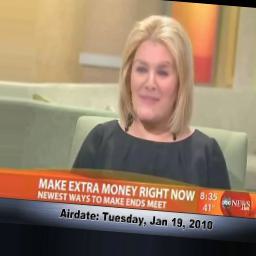 MAKE EXTRA MONEY RIGHT NOW 8:35
NEWEST WAYS TO MAKE ENDS MEET 41°
abc NEWS
Airdate: Tuesday, Jan 19, 2010